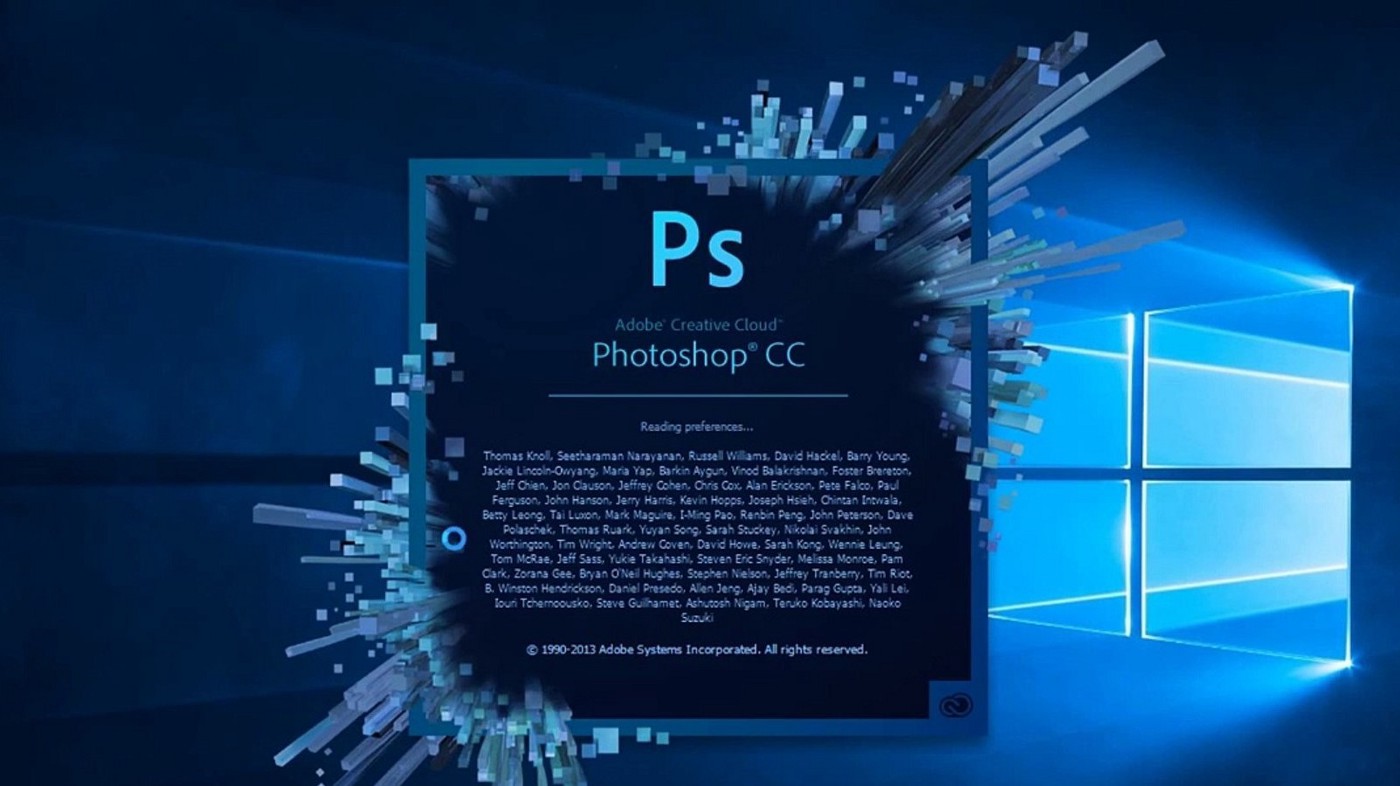 Ps
Adobe® Creative Cloud™
Photoshop® CC
Reading preferences...
Thomas Knoll, Seetharaman Narayanan, Russell Williams, David Hackel, Barry Young,
Jackie Lincoln-Owyang, Maria Yap, Barkin Aygun, Vinod Balakrishnan, Foster Brereton,
Jeff Chien, Jon Clauson, Jeffrey Cohen, Chris Cox, Alan Erickson, Pete Falco, Paul
Ferguson, John Hanson, Jerry Harris, Kevin Hopps, Joseph Hsieh, Chintan Intwala,
Betty Leong, Tai Luxon, Mark Maguire, I-Ming Pao, Renbin Peng, John Peterson, Dave
Polaschek, Thomas Ruark, Yuyan Song, Sarah Stuckey, Nikolai Svakhin, John
Worthington, Tim Wright, Andrew Coven, David Howe, Sarah Kong, Wennie Leung,
Tom McRae, Jeff Sass, Yukie Takahashi, Steven Eric Snyder, Melissa Monroe, Pam
Clark, Zorana Gee, Bryan O'Neil Hughes, Stephen Nielson, Jeffrey Tranberry, Tim Riot,
B. Winston Hendrickson, Daniel Presedo, Allen Jeng, Ajay Bedi, Parag Gupta, Yali Lei,
Iouri Tchernoousko, Steve Guilhamet, Ashutosh Nigam, Teruko Kobayashi, Naoko
Suzuki
© 1990-2013 Adobe Systems Incorporated. All rights reserved.